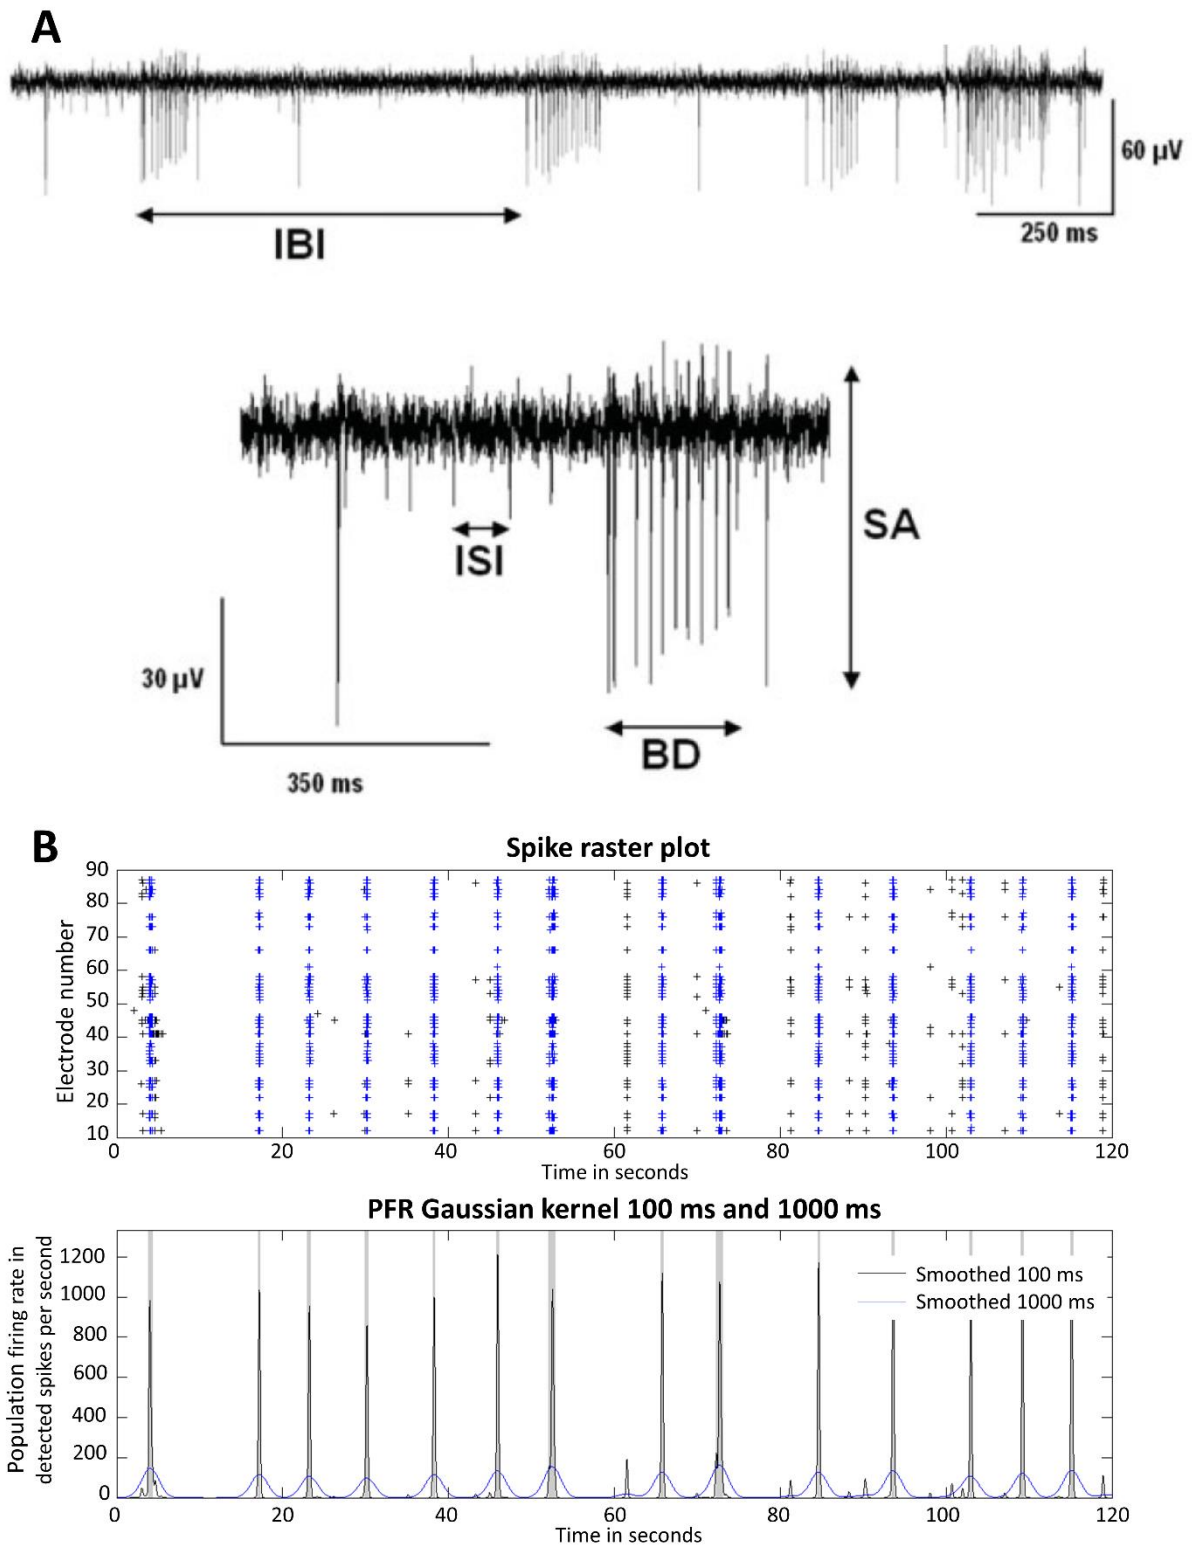 A
60 µV
250 ms
IBI
SA
ISI
30 µV
BD
350 ms
B
Spike raster plot
Electrode number
90
80
70
60
50
40
30
20
10
0 20 40 60 80 100 120
Time in seconds
PFR Gaussian kernel 100 ms and 1000 ms
Population firing rate in
detected spikes per second
1200
1000
800
600
400
200
0
Smoothed 100 ms
Smoothed 1000 ms
0 20 40 60 80 100 120
Time in seconds